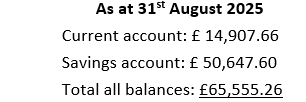 As at 31st August 2025
Current account: £ 14,907.66
Savings account: £ 50,647.60
Total all balances: £65,555.26